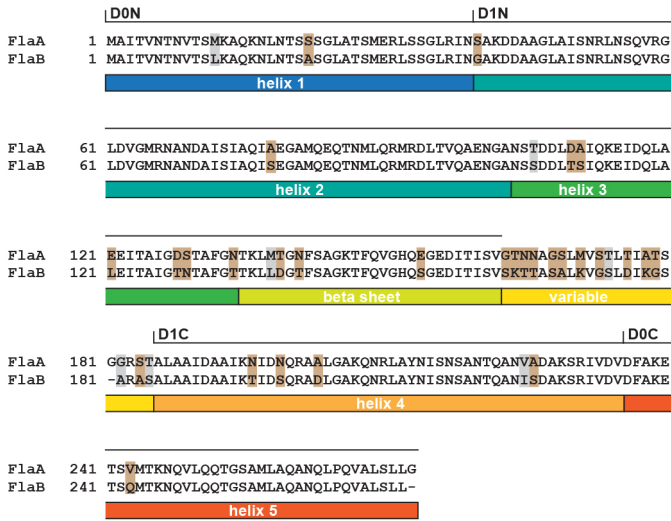 D0N D1N
FlaA 1 MAITVNTNVTSMKAQKNLNTSSSGLATSMERLSSGLRINSAKDDAAGLAISNRLNSQVRG
FlaB 1 MAITVNTNVTSLKAQKNLNTSASGLATSMERLSSGLRINGAKDDAAGLAISNRLNSQVRG
helix 1
FlaA 61 LDVGMRNANDAISIAQIAEGAMQEQTNMLQRMRDLTVQAENGANSTDDLDAIQKEIDQLA
FlaB 61 LDVGMRNANDAISIAQISEGAMQEQTNMLQRMRDLTVQAENGANSTDDLTSIQKEIDQLA
helix 2 helix 3
FlaA 121 EEITAIGDSTAFGNTKLMTGNFSAGKTFQVGHQEGEDITISVGTNNAGSLMVSTLTIATS
FlaB 121 LEITAIGTNTAFGTTKLLDGTFSAGKTFQVGHQSGEDITISVSKTTASALKVGSLDIKGS
beta sheet variable
D1C D0C
FlaA 181 GGRSTALAAIDAAIKNIDNQRAALGAKQNRLAYNISNSANTQANVADAKSRIVDVDFAKE
FlaB 181 -ARASALAAIDAAIKTIDSQRADLGAKQNRLAYNISNSANTQANISDAKSRIVDVDFAKE
helix 4
FlaA 241 TSVMTKNQVLQQTGSAMLAQANQLPQVALSLLG
FlaB 241 TSQMTKNQVLQQTGSAMLAQANQLPQVALSLL-
helix 5